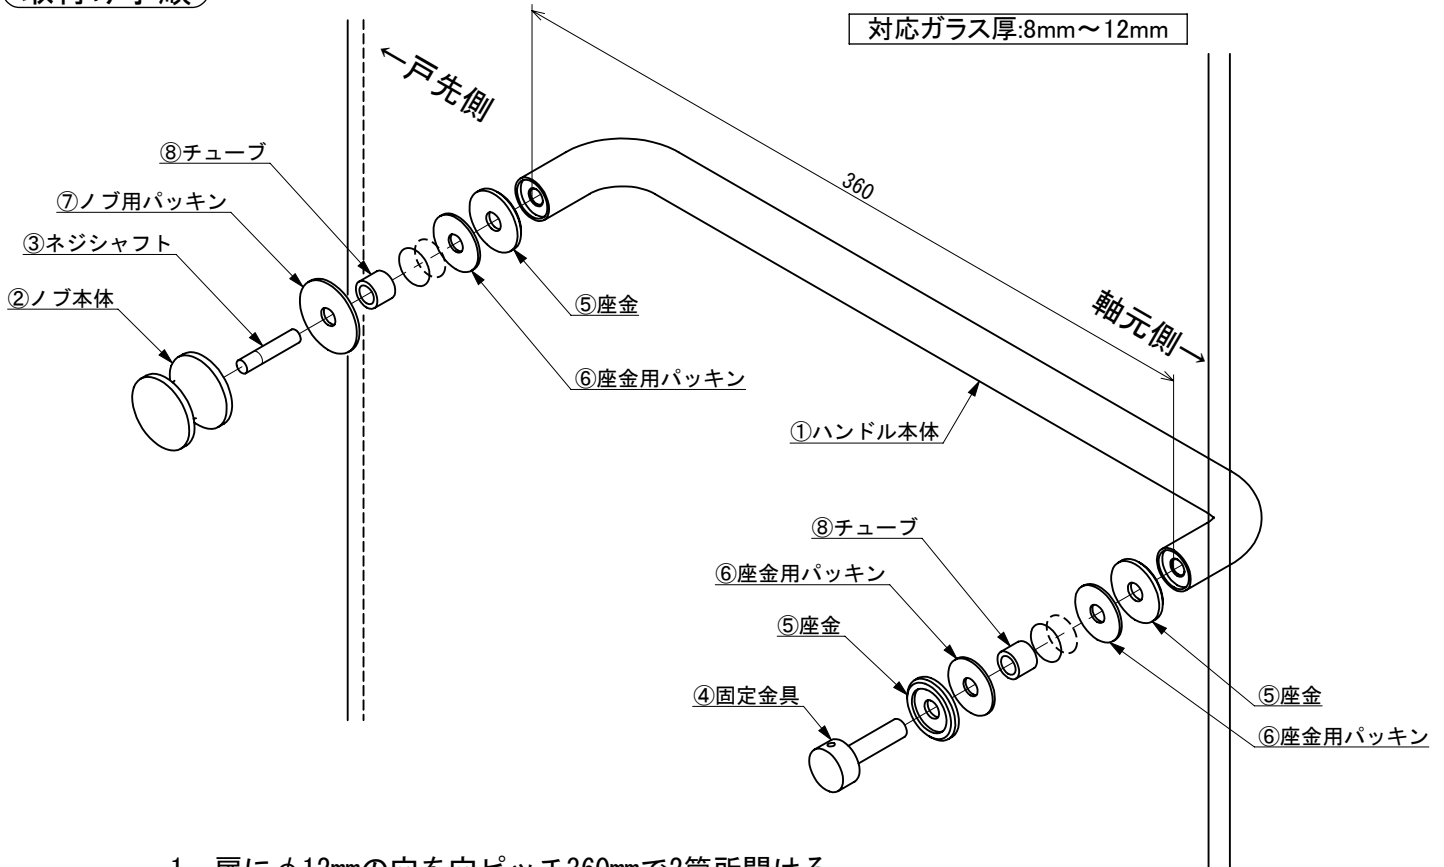 対応ガラス厚:8mm～12mm
←戸先側
⑧チューブ
⑦ノブ用パッキン
③ネジシャフト
②ノブ本体
360
⑤座金
⑥座金用パッキン
軸元側→
①ハンドル本体
⑧チューブ
⑥座金用パッキン
⑤座金
④固定金具
⑤座金
⑥座金用パッキン